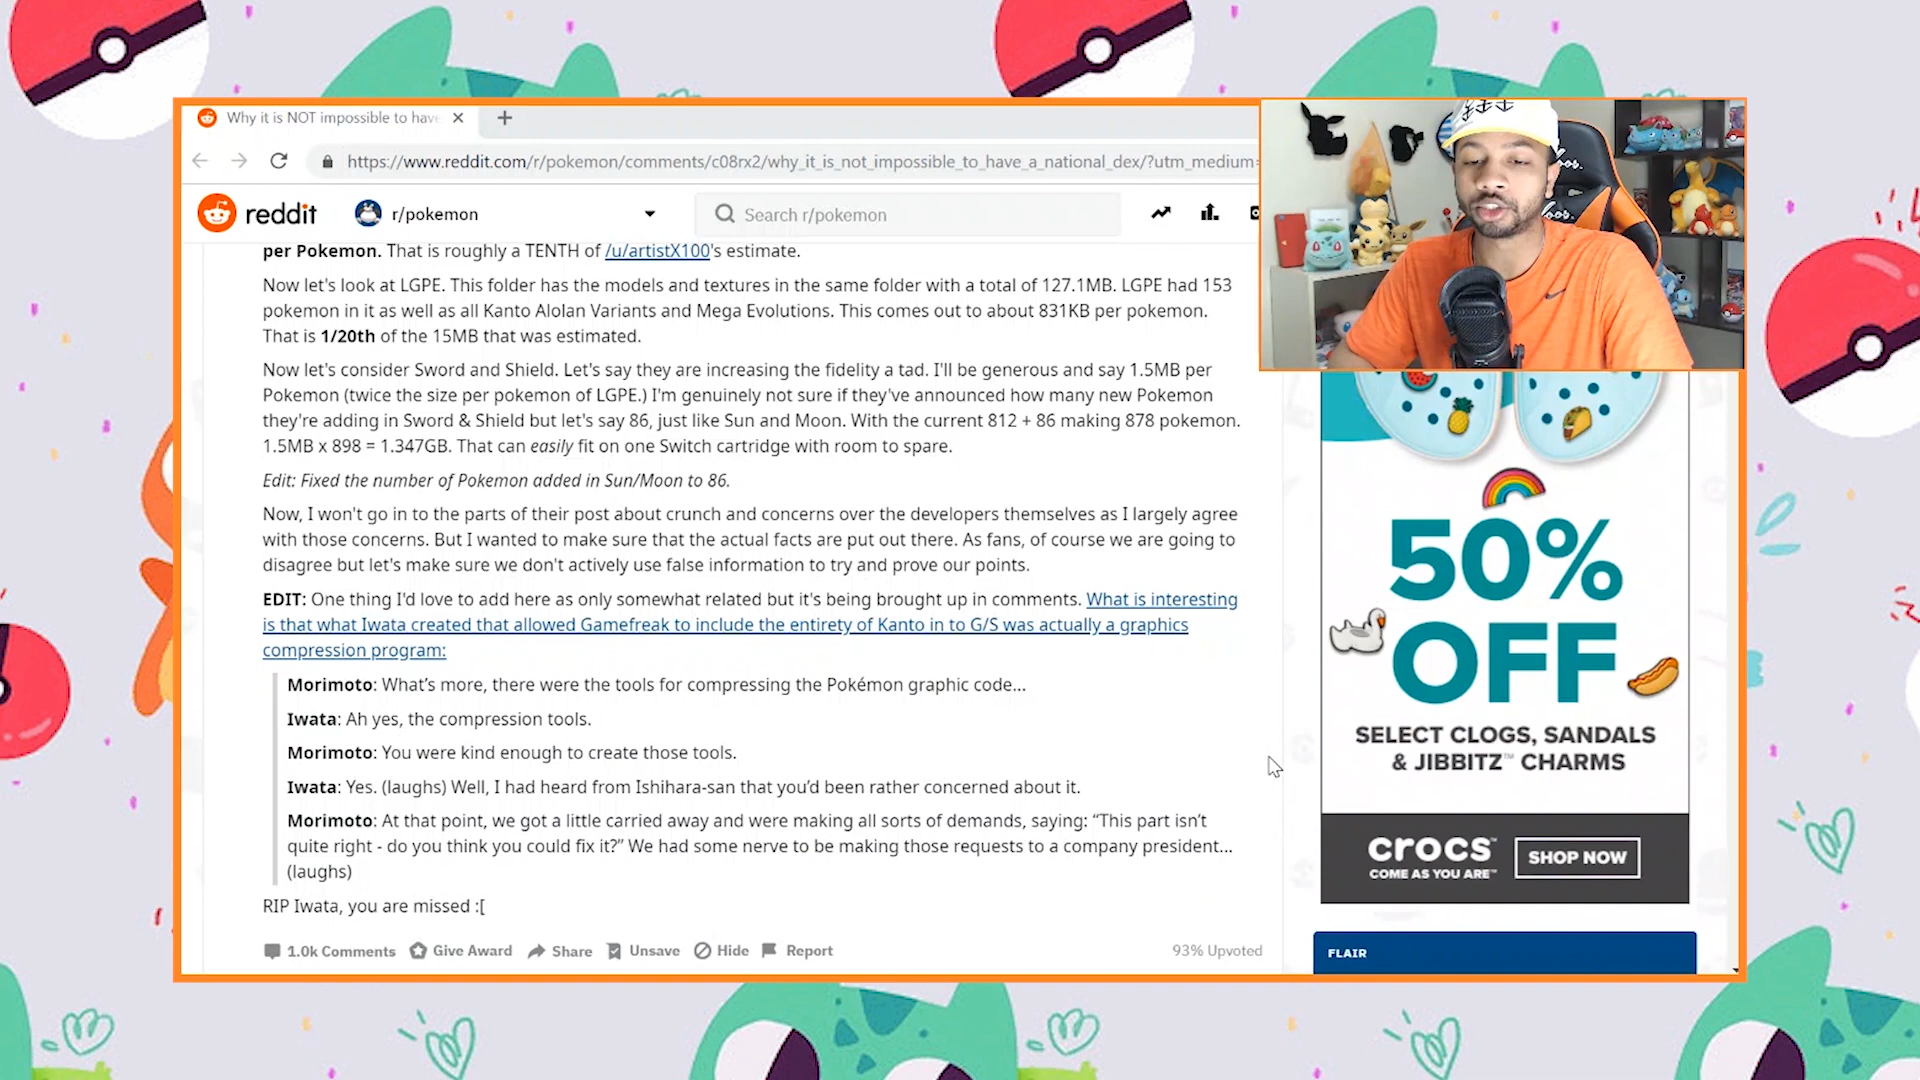 Why it is NOT impossible to have
https://www.reddit.com/r/pokemon/comments/c08rx2/why_it_is_not_impossible_to_have_a_national_dex/?utm_medium=
reddit
r/pokemon
Search r/pokemon
per Pokemon. That is roughly a TENTH of /u/artistX100's estimate.
Now let's look at LGPE. This folder has the models and textures in the same folder with a total of 127.1MB. LGPE had 153
pokemon in it as well as all Kanto Alolan Variants and Mega Evolutions. This comes out to about 831KB per pokemon.
That is 1/20th of the 15MB that was estimated.
Now let's consider Sword and Shield. Let's say they are increasing the fidelity a tad. I'll be generous and say 1.5MB per
Pokemon (twice the size per pokemon of LGPE.) I'm genuinely not sure if they've announced how many new Pokemon
they're adding in Sword & Shield but let's say 86, just like Sun and Moon. With the current 812 + 86 making 878 pokemon.
1.5MB x 898 = 1.347GB. That can easily fit on one Switch cartridge with room to spare.
Edit: Fixed the number of Pokemon added in Sun/Moon to 86.
Now, I won't go in to the parts of their post about crunch and concerns over the developers themselves as I largely agree
with those concerns. But I wanted to make sure that the actual facts are put out there. As fans, of course we are going to
disagree but let's make sure we don't actively use false information to try and prove our points.
EDIT: One thing I'd love to add here as only somewhat related but it's being brought up in comments. What is interesting
is that what Iwata created that allowed Gamefreak to include the entirety of Kanto in to G/S was actually a graphics
compression program:
Morimoto: What's more, there were the tools for compressing the Pokémon graphic code...
Iwata: Ah yes, the compression tools.
Morimoto: You were kind enough to create those tools.
Iwata: Yes. (laughs) Well, I had heard from Ishihara-san that you'd been rather concerned about it.
Morimoto: At that point, we got a little carried away and were making all sorts of demands, saying: “This part isn't
quite right - do you think you could fix it?” We had some nerve to be making those requests to a company president...
(laughs)
RIP Iwata, you are missed :[
1.0k Comments Give Award Share Unsave Hide Report 93% Upvoted
50%
OFF
SELECT CLOGS, SANDALS
& JIBBITZ™ CHARMS
crocs™
COME AS YOU ARE™
SHOP NOW
FLAIR